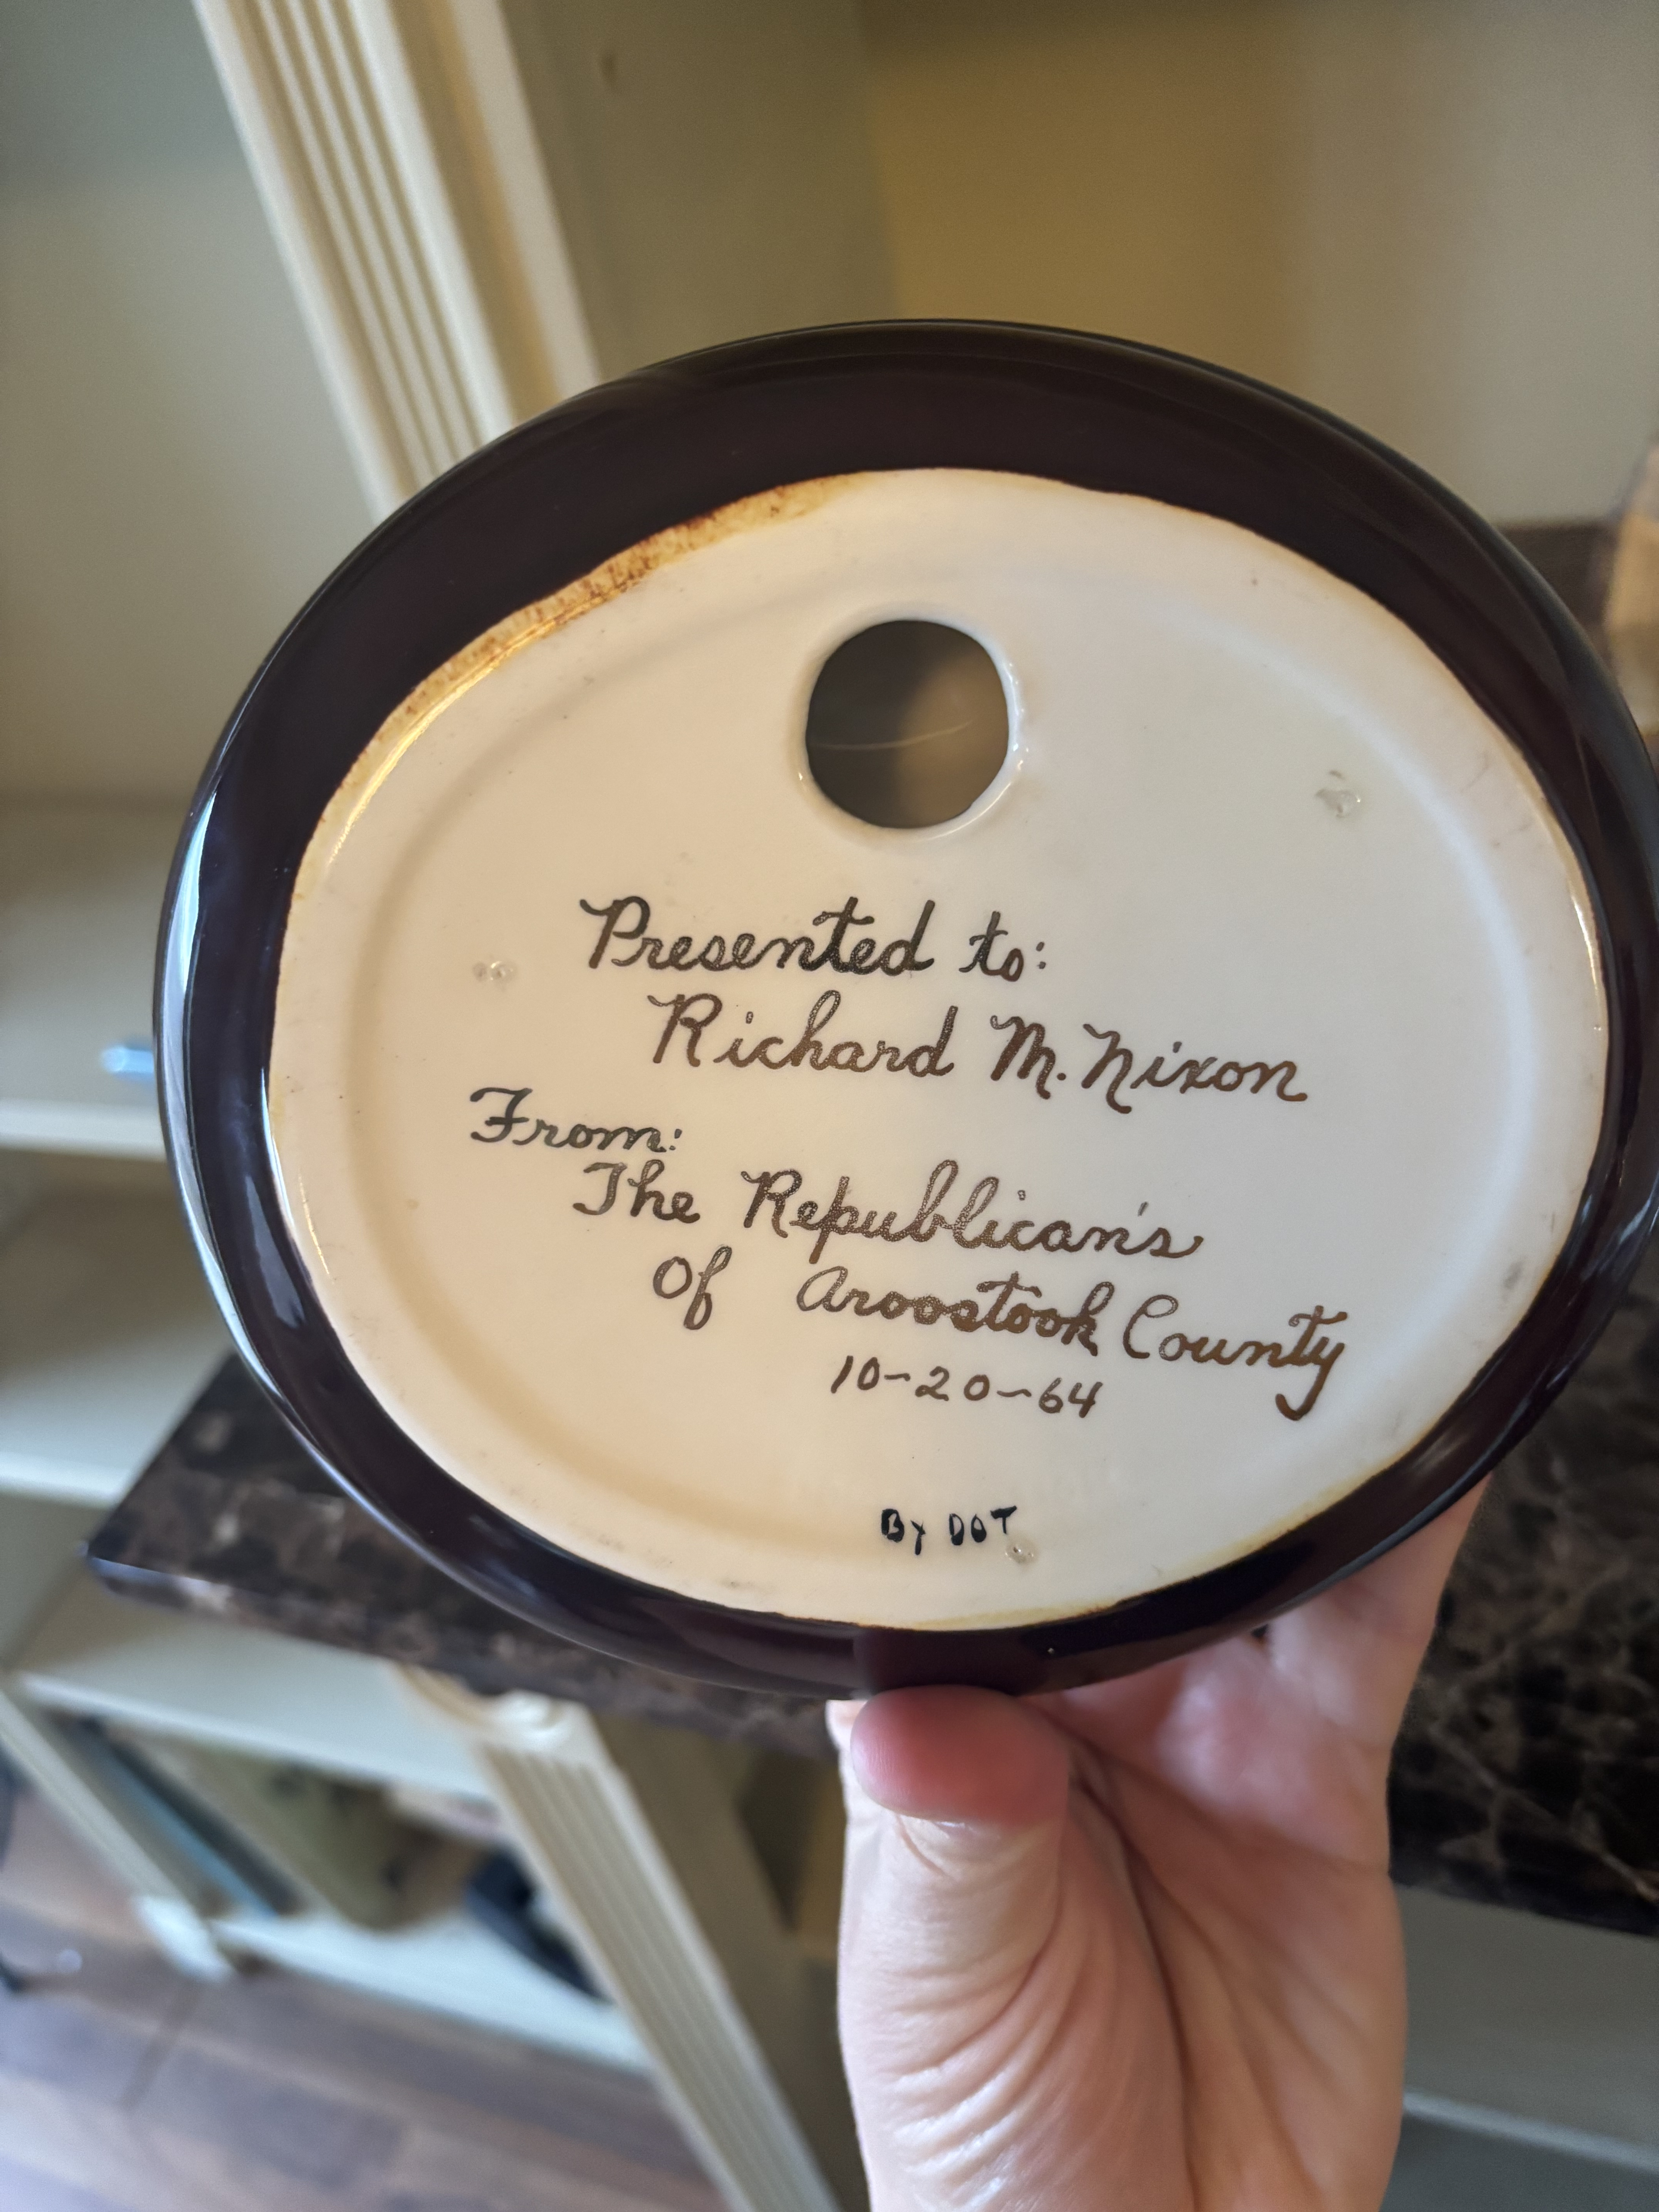 Presented to:
Richard M. Nixon
From:
The Republican's
Of Aroostook County
10-20-64
By DOT